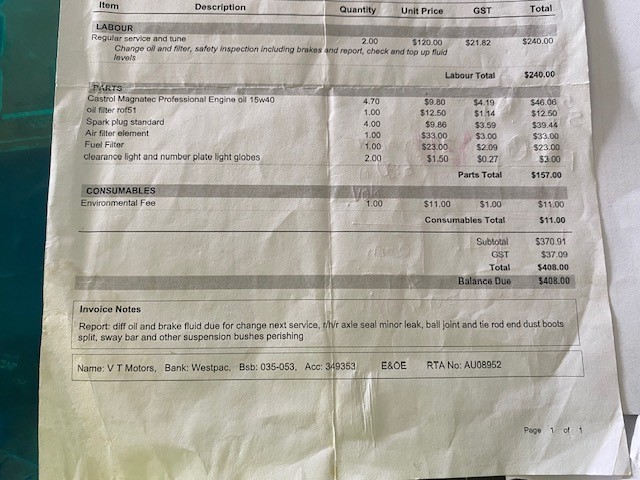 Item Description Quantity Unit Price GST Total
LABOUR
Regular service and tune 2.00 $120.00 $21.82 $240.00
Change oil and filter, safety inspection including brakes and report, check and top up fluid
levels
Labour Total $240.00
PARTS
Castrol Magnatec Professional Engine oil 15w40 4.70 $9.80 $4.19 $46.06
oil filter rof51 1.00 $12.50 $1.14 $12.50
Spark plug standard 4.00 $9.86 $3.59 $39.44
Air filter element 1.00 $33.00 $3.00 $33.00
Fuel Filter 1.00 $23.00 $2.09 $23.00
clearance light and number plate light globes 2.00 $1.50 $0.27 $3.00
Parts Total $157.00
CONSUMABLES
Environmental Fee 1.00 $11.00 $1.00 $11.00
Consumables Total $11.00
Subtotal $370.91
GST $37.09
Total $408.00
Balance Due $408.00
Invoice Notes
Report: diff oil and brake fluid due for change next service, r/h/r axle seal minor leak, ball joint and tie rod end dust boots
split, sway bar and other suspension bushes perishing
Name: V T Motors, Bank: Westpac, Bsb: 035-053, Acc: 349353 E&OE RTA No: AU08952
Page 1 of 1